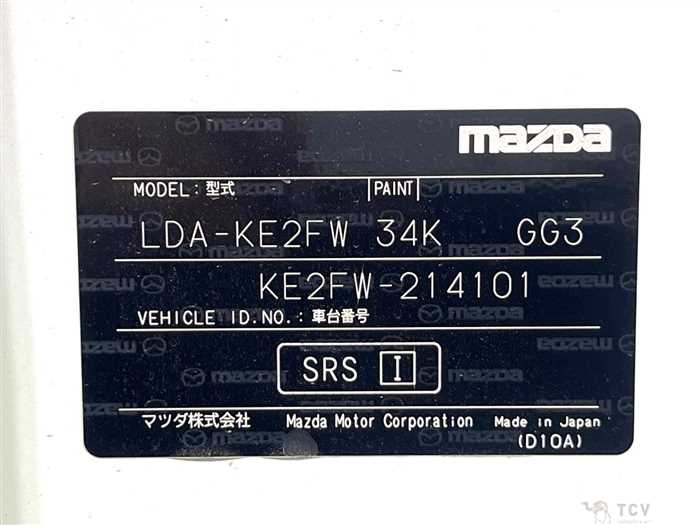 mazda
MODEL:型式 PAINT
LDA-KE2FW 34K GG3
KE2FW-214101
VEHICLE ID.NO.:車台番号
SRS I
マツダ株式会社 Mazda Motor Corporation Made in Japan
(D10A)
TCV